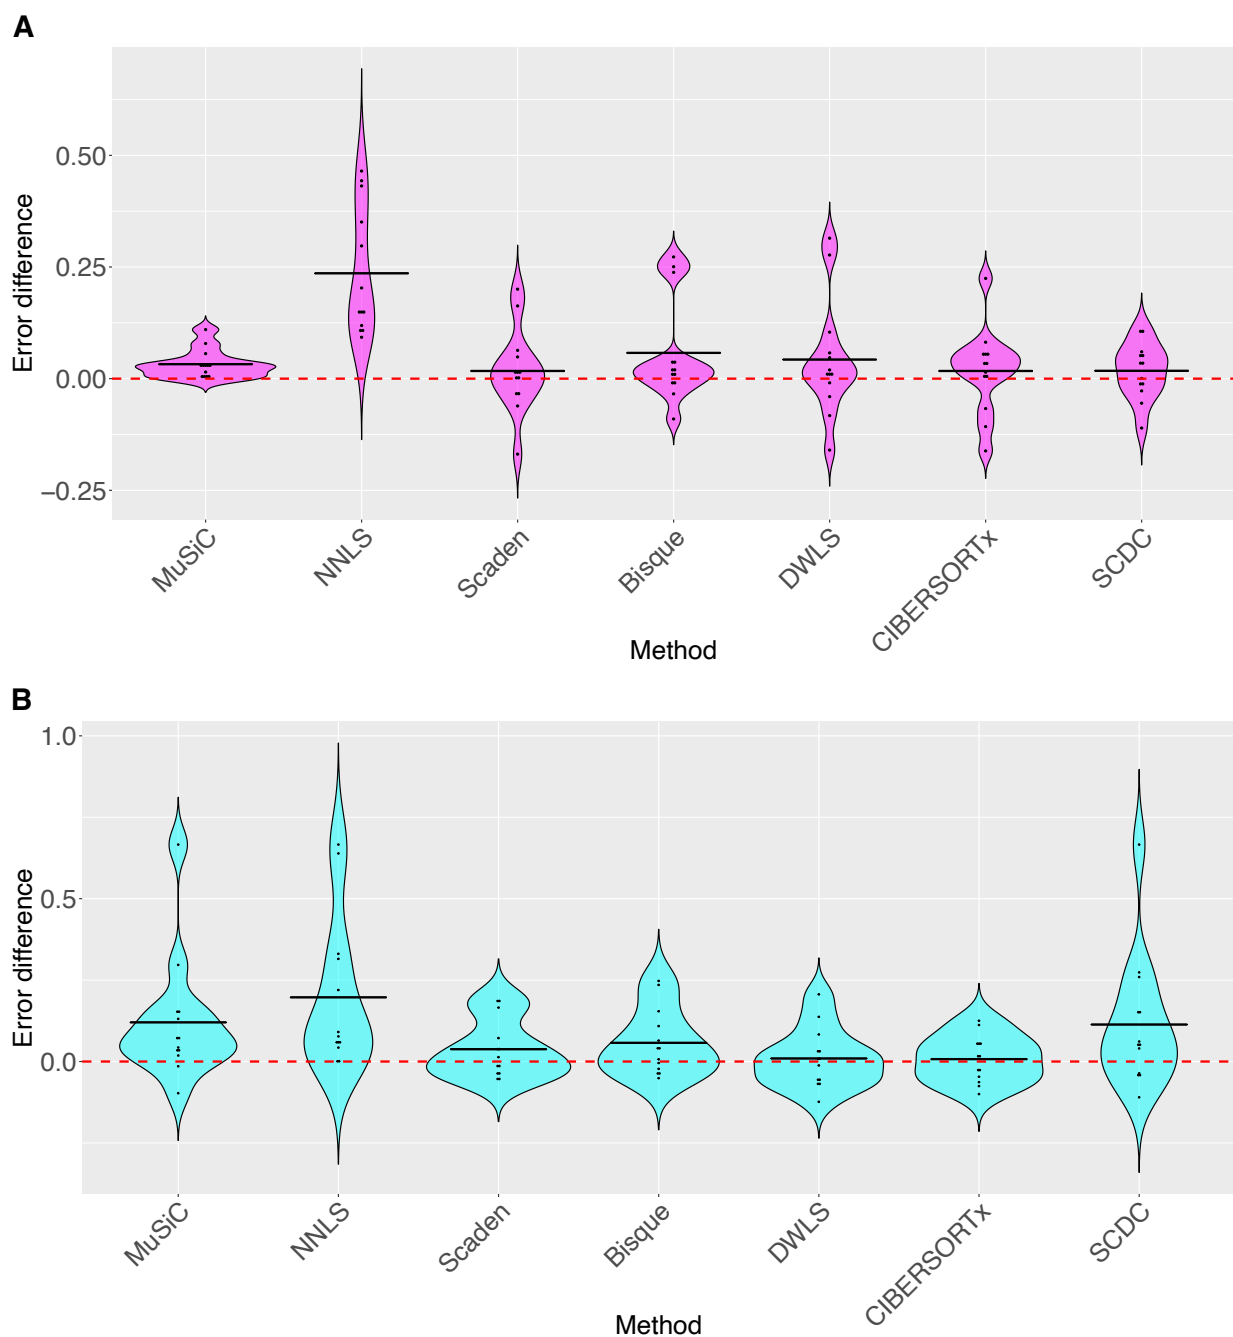 A
Error difference
0.50
0.25
0.00
−0.25
MuSiC
NNLS
Scaden
Bisque
DWLS
CIBERSORTx
SCDC
Method
B
Error difference
1.0
0.5
0.0
MuSiC
NNLS
Scaden
Bisque
DWLS
CIBERSORTx
SCDC
Method